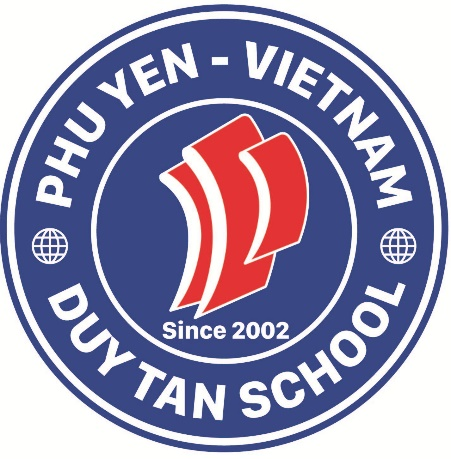 PHU YEN - VIETNAM
Since 2002
DUY TAN SCHOOL